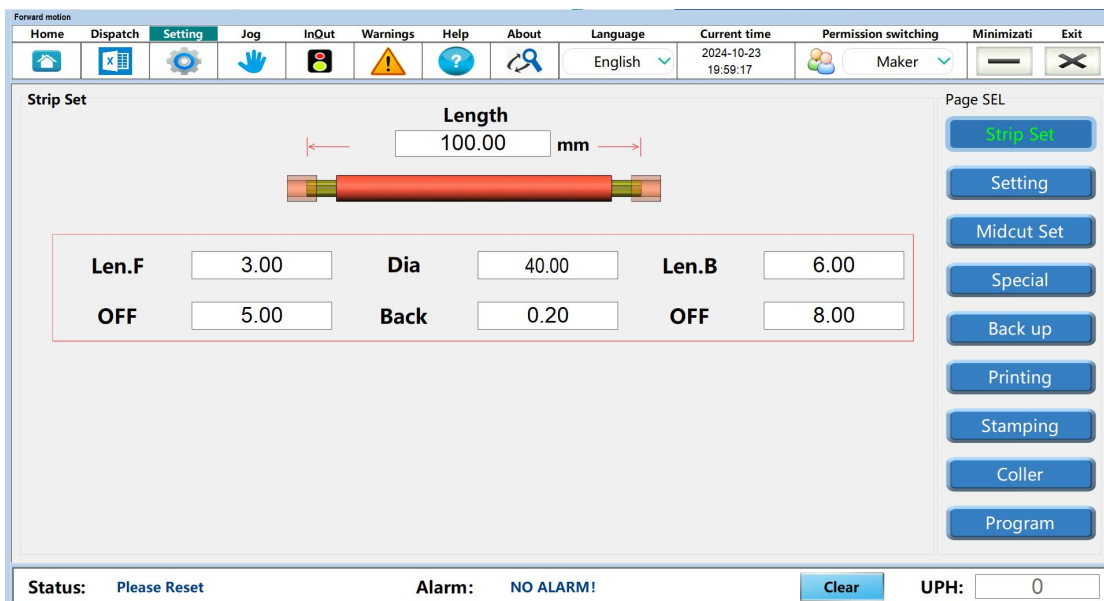 Forward motion
Home Dispatch Setting Jog InOut Warnings Help About Language Current time Permission switching Minimizati Exit
X English 2024-10-23 Maker
19:59:17
Strip Set Page SEL
Length
100.00 mm
Strip Set
Setting
Midcut Set
Len.F 3.00 Dia 40.00 Len.B 6.00
Special
OFF 5.00 Back 0.20 OFF 8.00
Back up
Printing
Stamping
Coller
Program
Status: Please Reset Alarm: NO ALARM! Clear UPH: 0